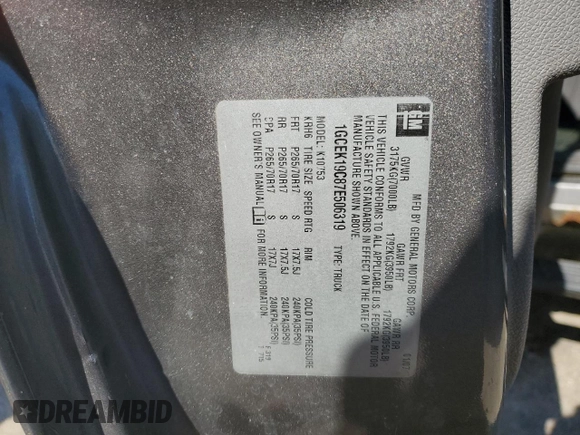 GM
MFD BY GENERAL MOTORS CORP
GVWR GAWR FRT GAWR RR
3175KG(7000LB) 1792KG(3950LB) 1792KG(3950LB)
THIS VEHICLE CONFORMS TO ALL APPLICABLE U.S. FEDERAL MOTOR
VEHICLE SAFETY STANDARDS IN EFFECT ON THE DATE OF
MANUFACTURE SHOWN ABOVE.
1GCEK19C87E506319 TYPE: TRUCK
MODEL: K10753
KRH6 TIRE SIZE SPEED RTG RIM COLD TIRE PRESSURE
FRT P265/70R17 S 17X7.5J 240KPA(35PSI)
RR P265/70R17 S 17X7.5J 240KPA(35PSI)
SPA P265/70R17 S 17X7J 240KPA(35PSI)
SEE OWNER'S MANUAL FOR MORE INFORMATION.
DREAMBID